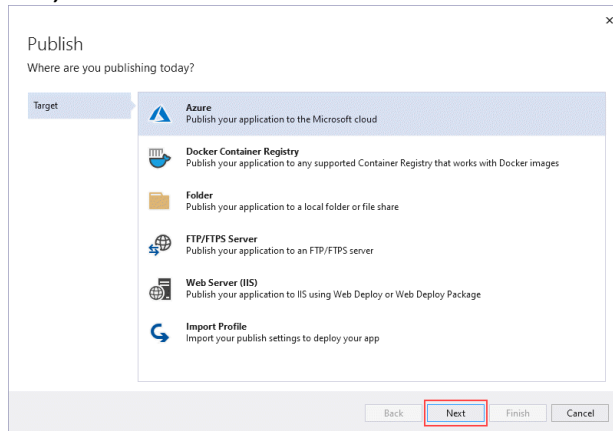 Publish
Where are you publishing today?
Target
Azure
Publish your application to the Microsoft cloud
Docker Container Registry
Publish your application to any supported Container Registry that works with Docker images
Folder
Publish your application to a local folder or file share
FTP/FTPS Server
Publish your application to an FTP/FTPS server
Web Server (IIS)
Publish your application to IIS using Web Deploy or Web Deploy Package
Import Profile
Import your publish settings to deploy your app
Back Next Finish Cancel